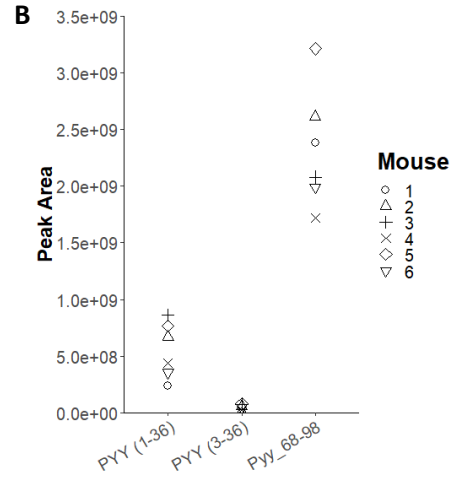 B
3.5e+09
3.0e+09
2.5e+09
2.0e+09
1.5e+09
1.0e+09
5.0e+08
0.0e+00
Peak Area
PYY (1-36)
PYY (3-36)
Pyy_68-98
Mouse
1
2
3
4
5
6